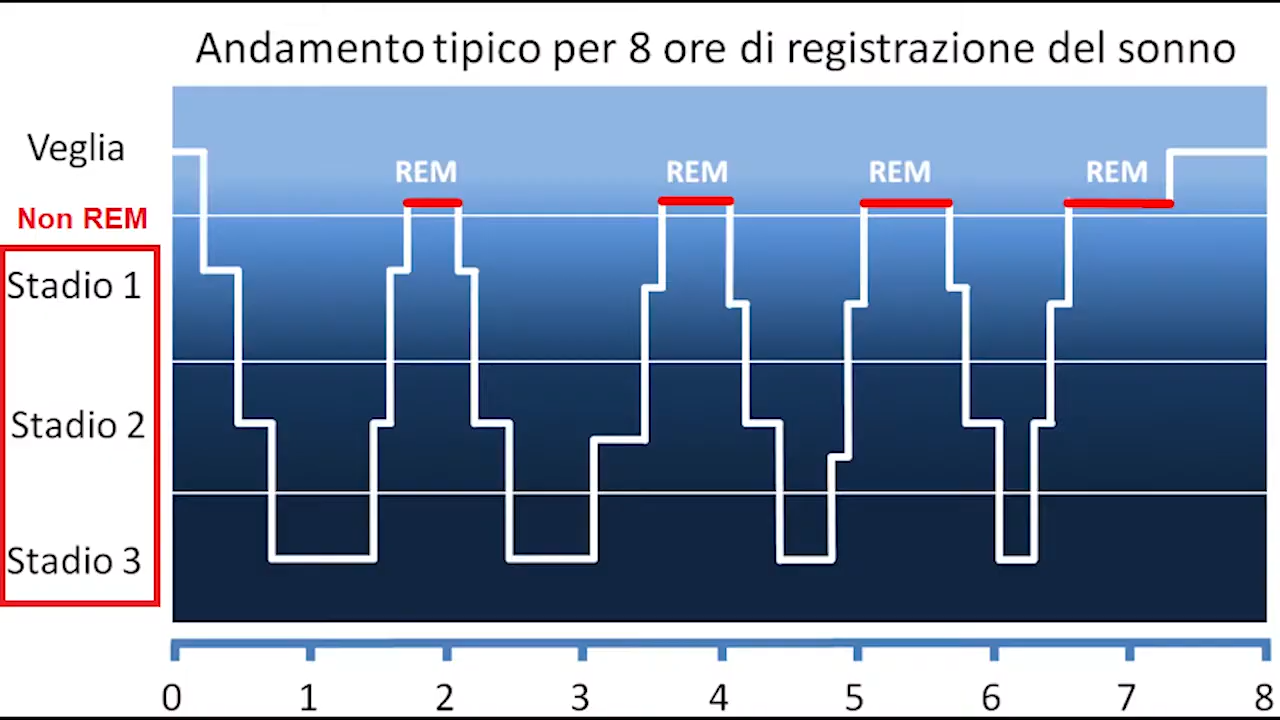 Andamento tipico per 8 ore di registrazione del sonno
Veglia
REM REM REM REM
Non REM
Stadio 1
Stadio 2
Stadio 3
0 1 2 3 4 5 6 7 8